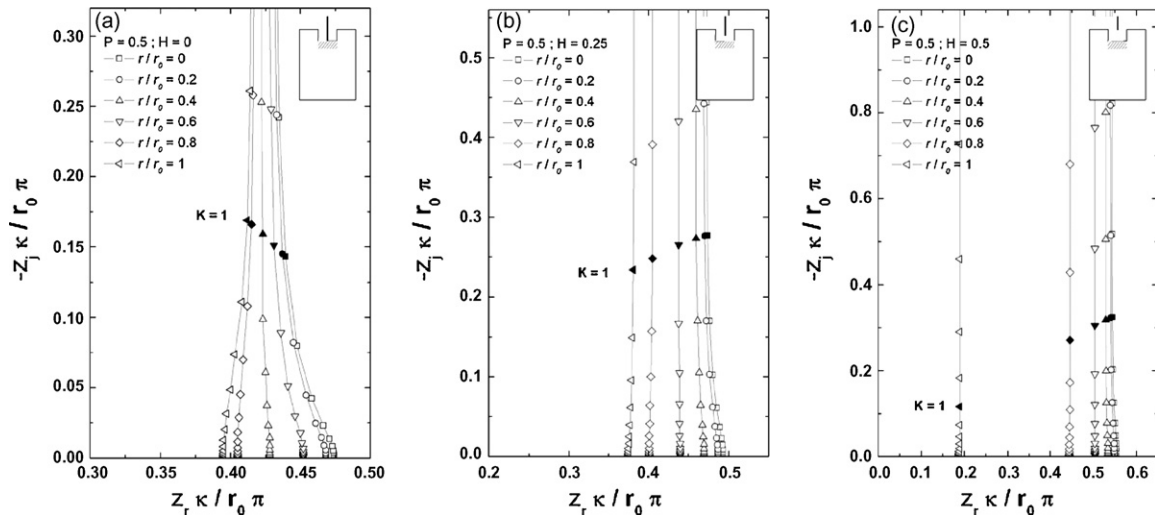 (a)
P = 0.5 ; H = 0
r / r₀ = 0
r / r₀ = 0.2
r / r₀ = 0.4
r / r₀ = 0.6
r / r₀ = 0.8
r / r₀ = 1
K = 1
0.30
0.25
0.20
0.15
0.10
0.05
0.00
0.30 0.35 0.40 0.45 0.50
-Zj κ / r₀ π
Zr κ / r₀ π
(b)
P = 0.5 ; H = 0.25
r / r₀ = 0
r / r₀ = 0.2
r / r₀ = 0.4
r / r₀ = 0.6
r / r₀ = 0.8
r / r₀ = 1
K = 1
0.5
0.4
0.3
0.2
0.1
0.0
0.2 0.3 0.4 0.5
-Zj κ / r₀ π
Zr κ / r₀ π
(c)
P = 0.5 ; H = 0.5
r / r₀ = 0
r / r₀ = 0.2
r / r₀ = 0.4
r / r₀ = 0.6
r / r₀ = 0.8
r / r₀ = 1
K = 1
1.0
0.8
0.6
0.4
0.2
0.0
0.0 0.1 0.2 0.3 0.4 0.5 0.6
-Zj κ / r₀ π
Zr κ / r₀ π